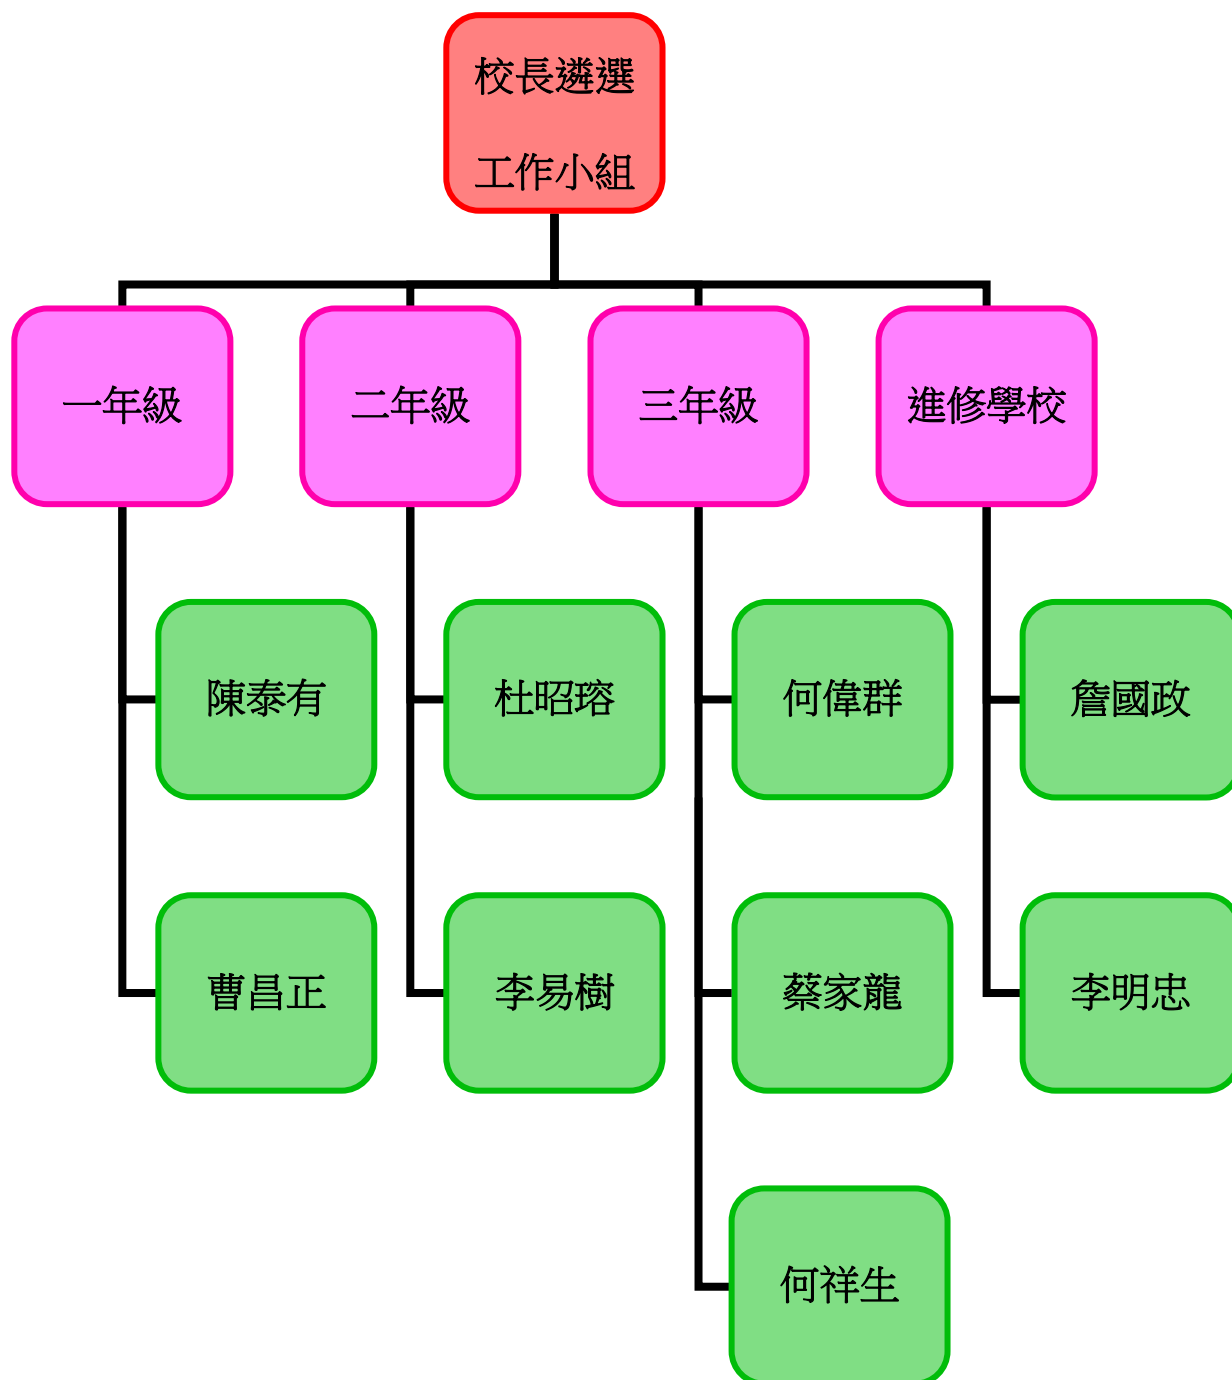 校長遴選
工作小組
一年級
二年級
三年級
進修學校
陳泰有
杜昭瑢
何偉群
詹國政
曹昌正
李易樹
蔡家龍
李明忠
何祥生